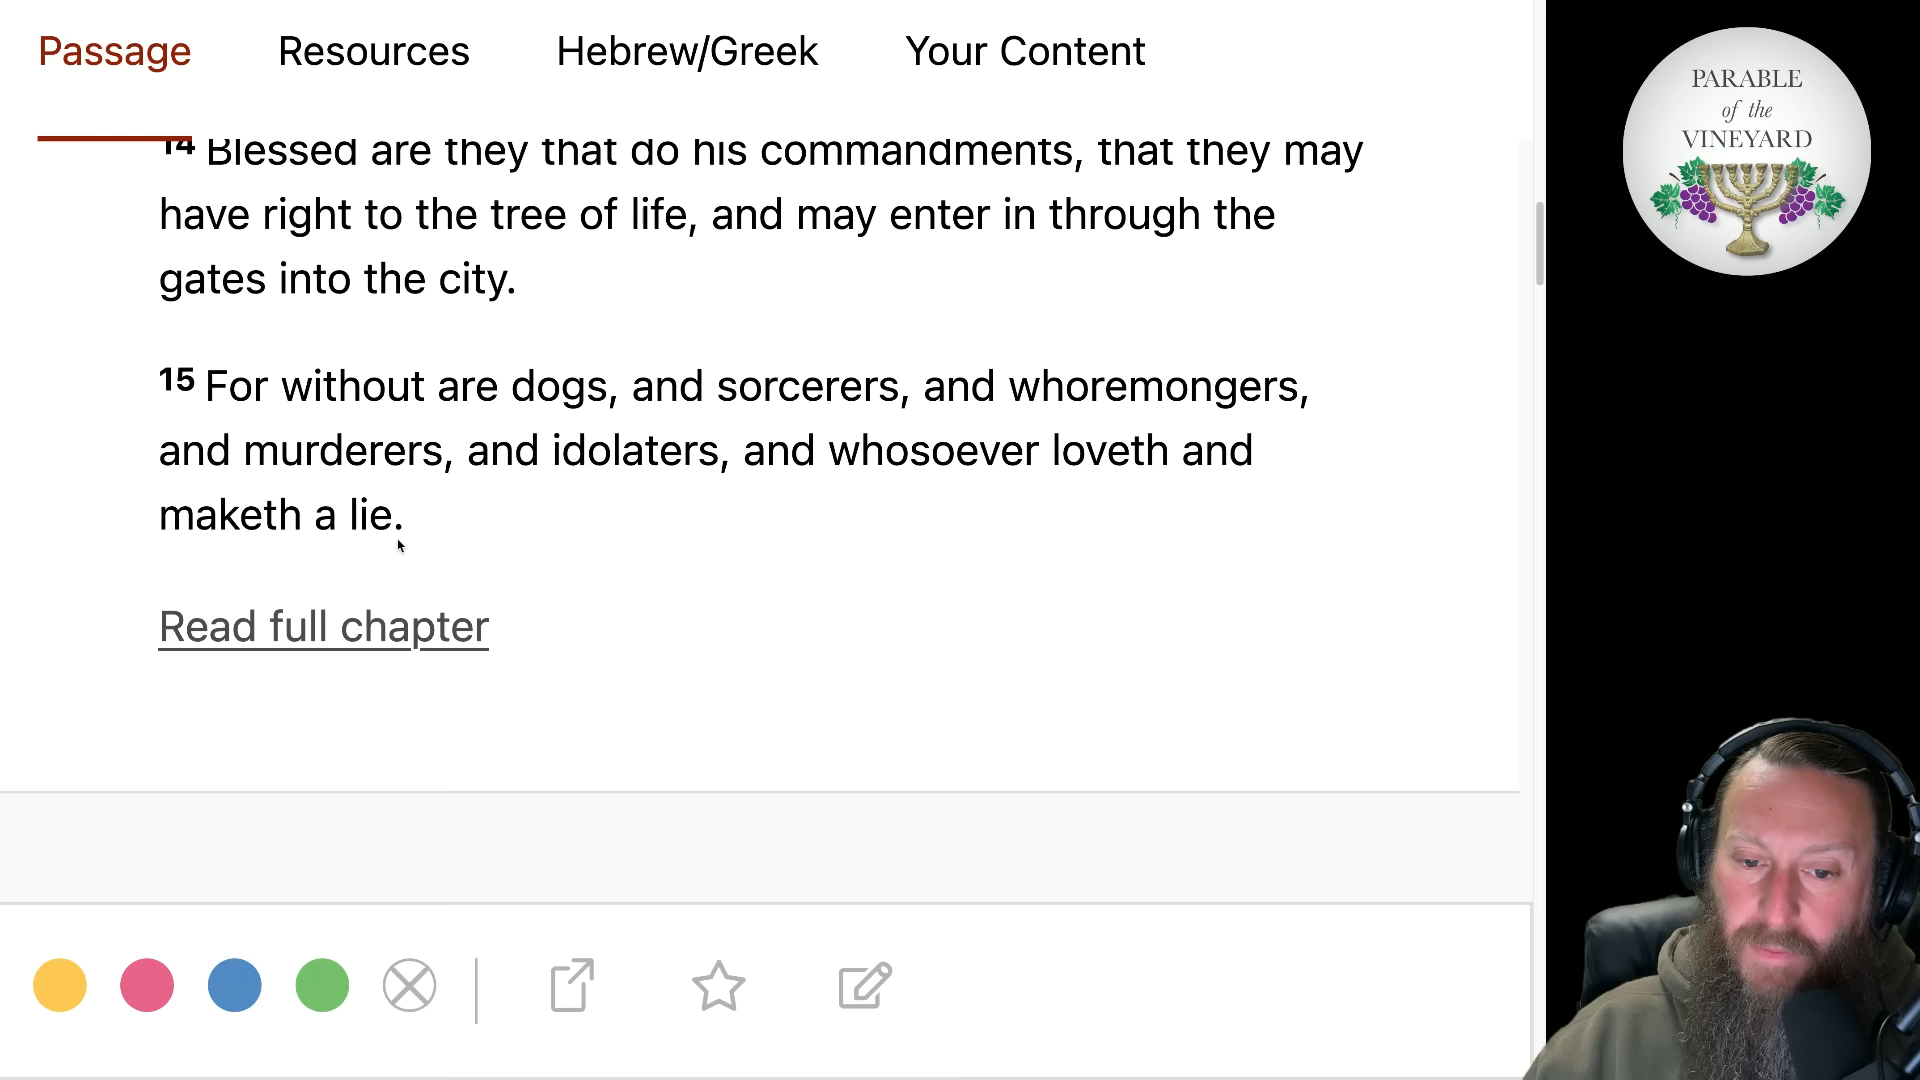 Passage Resources Hebrew/Greek Your Content
14 Blessed are they that do his commandments, that they may
have right to the tree of life, and may enter in through the
gates into the city.
15 For without are dogs, and sorcerers, and whoremongers,
and murderers, and idolaters, and whosoever loveth and
maketh a lie.
Read full chapter
PARABLE
of the
VINEYARD